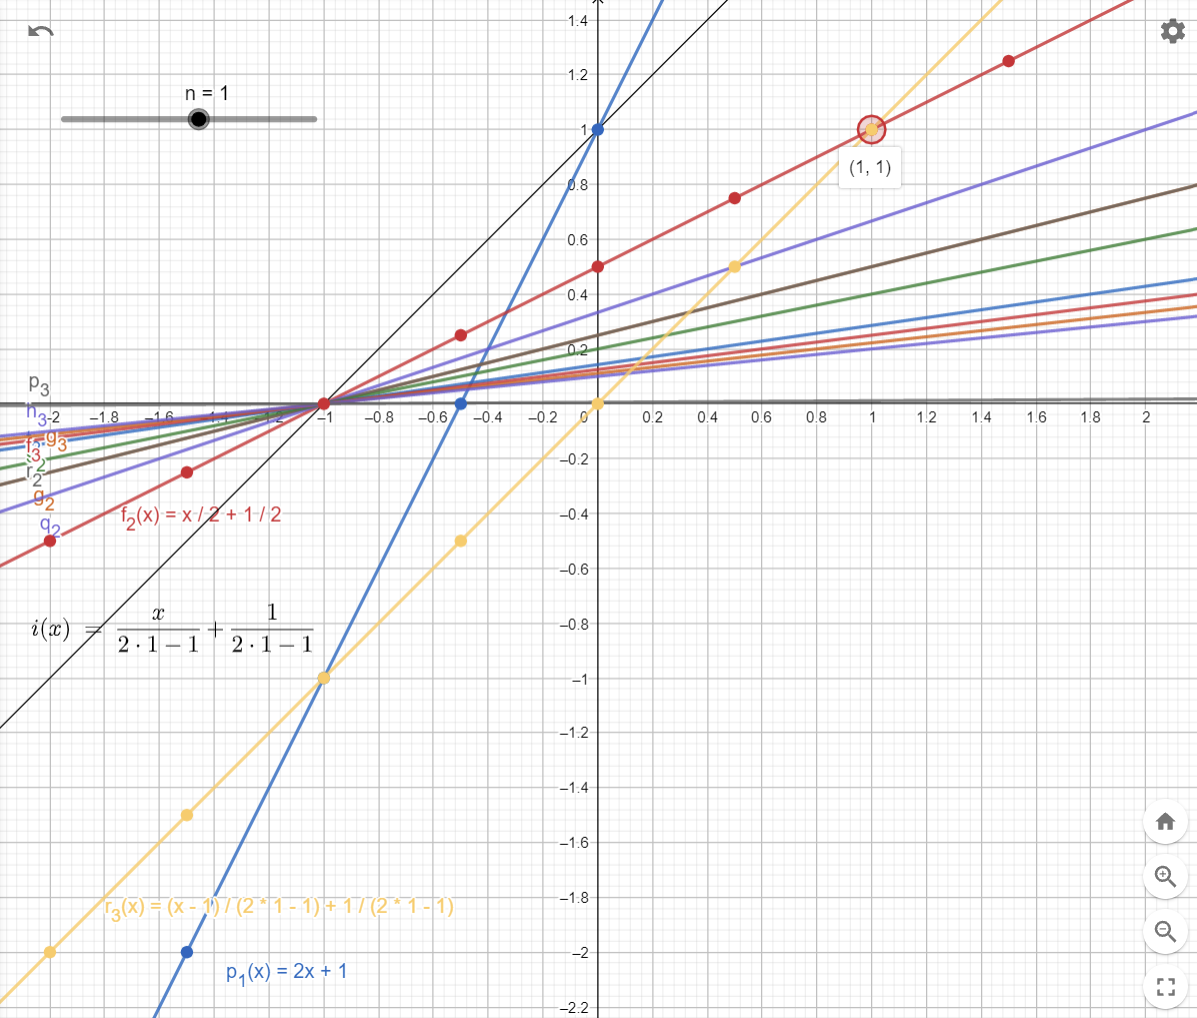 1.4
n = 1
1.2
1
(1, 1)
0.8
0.6
0.4
0.2
p₃
–2 –1.8 –1.6 –1.4 –1.2 –1 –0.8 –0.6 –0.4 –0.2 0 0.2 0.4 0.6 0.8 1 1.2 1.4 1.6 1.8 2
h₃
g₃
f₃
r₂
g₂
q₂
–0.2
f₂(x) = x / 2 + 1 / 2
–0.4
–0.6
i(x) = x/(2 · 1 − 1) + 1/(2 · 1 − 1)
–0.8
–1
–1.2
–1.4
–1.6
–1.8
r₃(x) = (x - 1) / (2 * 1 - 1) + 1 / (2 * 1 - 1)
–2
p₁(x) = 2x + 1
–2.2